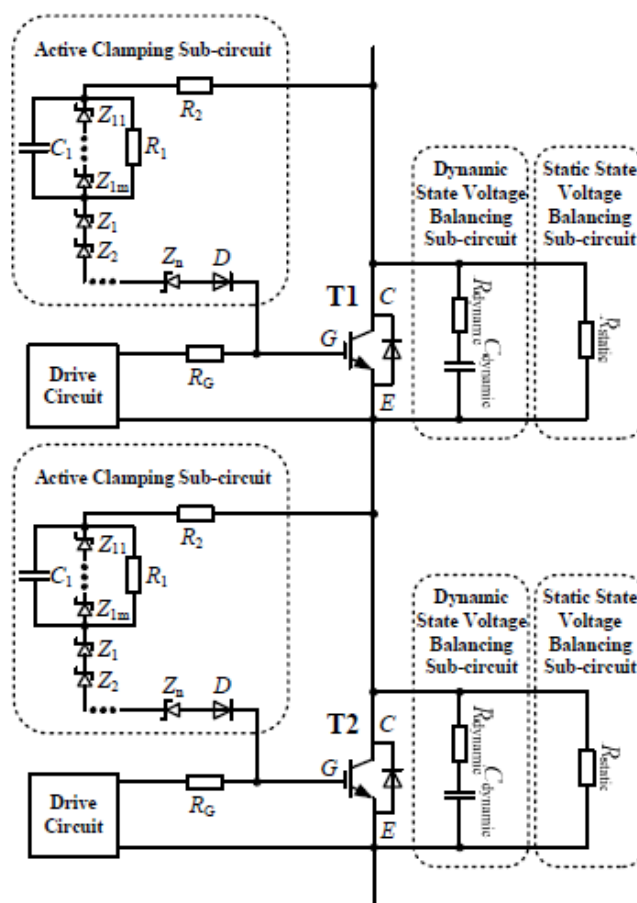 Active Clamping Sub-circuit
R2
Z11
C1
R1
Z1m
Z1
Z2
Zn
D
Dynamic
State Voltage
Balancing
Sub-circuit
Static State
Voltage
Balancing
Sub-circuit
T1
C
G
E
Rdynamic
Cdynamic
Rstatic
Drive
Circuit
RG
Active Clamping Sub-circuit
R2
Z11
C1
R1
Z1m
Z1
Z2
Zn
D
Dynamic
State Voltage
Balancing
Sub-circuit
Static State
Voltage
Balancing
Sub-circuit
T2
C
G
E
Rdynamic
Cdynamic
Rstatic
Drive
Circuit
RG